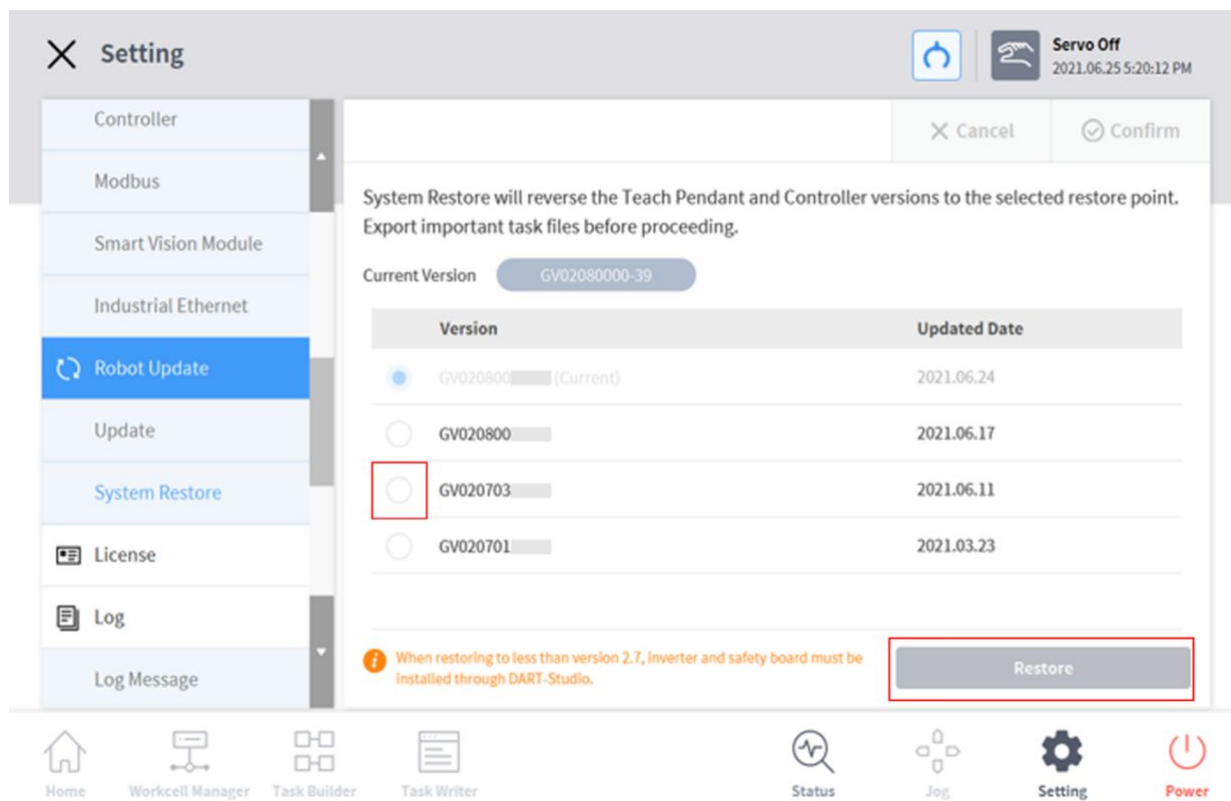 Setting
Servo Off
2021.06.25 5:20:12 PM
Controller
Modbus
Smart Vision Module
Industrial Ethernet
Robot Update
Update
System Restore
License
Log
Log Message
Cancel
Confirm
System Restore will reverse the Teach Pendant and Controller versions to the selected restore point.
Export important task files before proceeding.
Current Version GV02080000-39
Version Updated Date
GV020800 (Current) 2021.06.24
GV020800 2021.06.17
GV020703 2021.06.11
GV020701 2021.03.23
When restoring to less than version 2.7, inverter and safety board must be
installed through DART-Studio.
Restore
Home
Workcell Manager
Task Builder
Task Writer
Status
Jog
Setting
Power